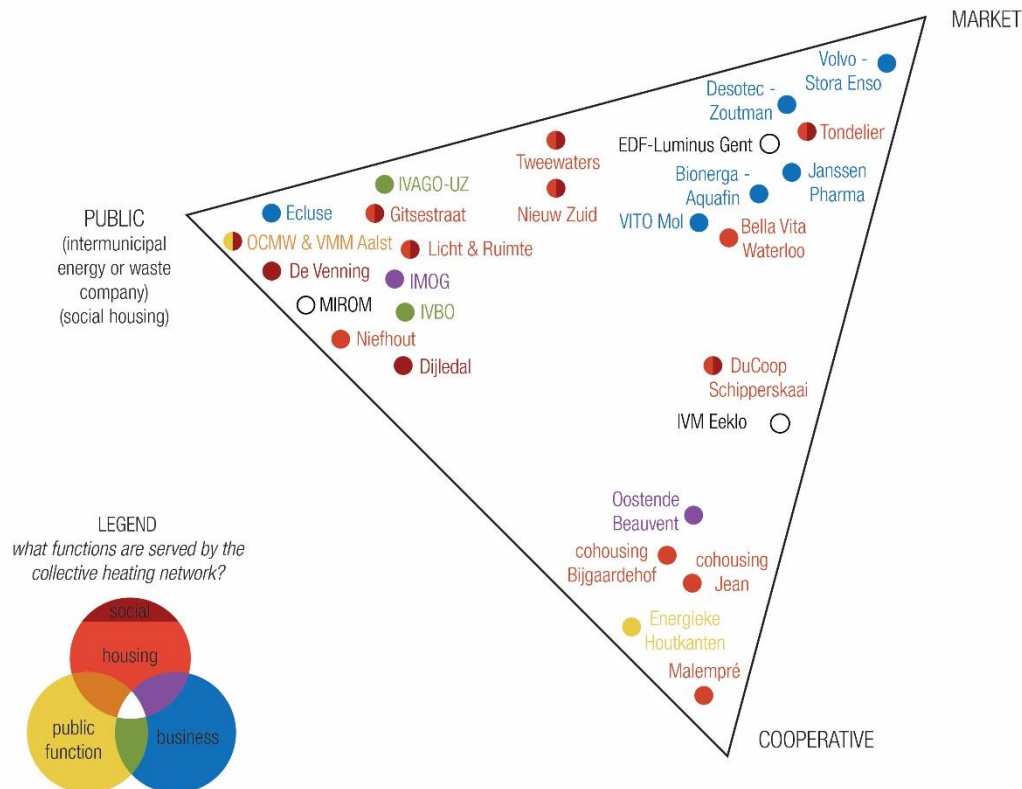 MARKET
Volvo -
Stora Enso
Desotec -
Zoutman
Tondelier
EDF-Luminus Gent
Tweewaters
Janssen
Pharma
Bionerga -
Aquafin
IVAGO-UZ
Nieuw Zuid
Ecluse
Gitsestraat
VITO Mol
Bella Vita
Waterloo
PUBLIC
(intermunicipal
energy or waste
company)
(social housing)
OCMW & VMM Aalst
Licht & Ruimte
De Venning
IMOG
MIROM
IVBO
Niefhout
Dijledal
DuCoop
Schipperskaai
IVM Eeklo
Oostende
Beauvent
cohousing
Bijgaardehof
cohousing
Jean
Energieke
Houtkanten
Malempré
COOPERATIVE
LEGEND
what functions are served by the
collective heating network?
social
housing
public
function
business